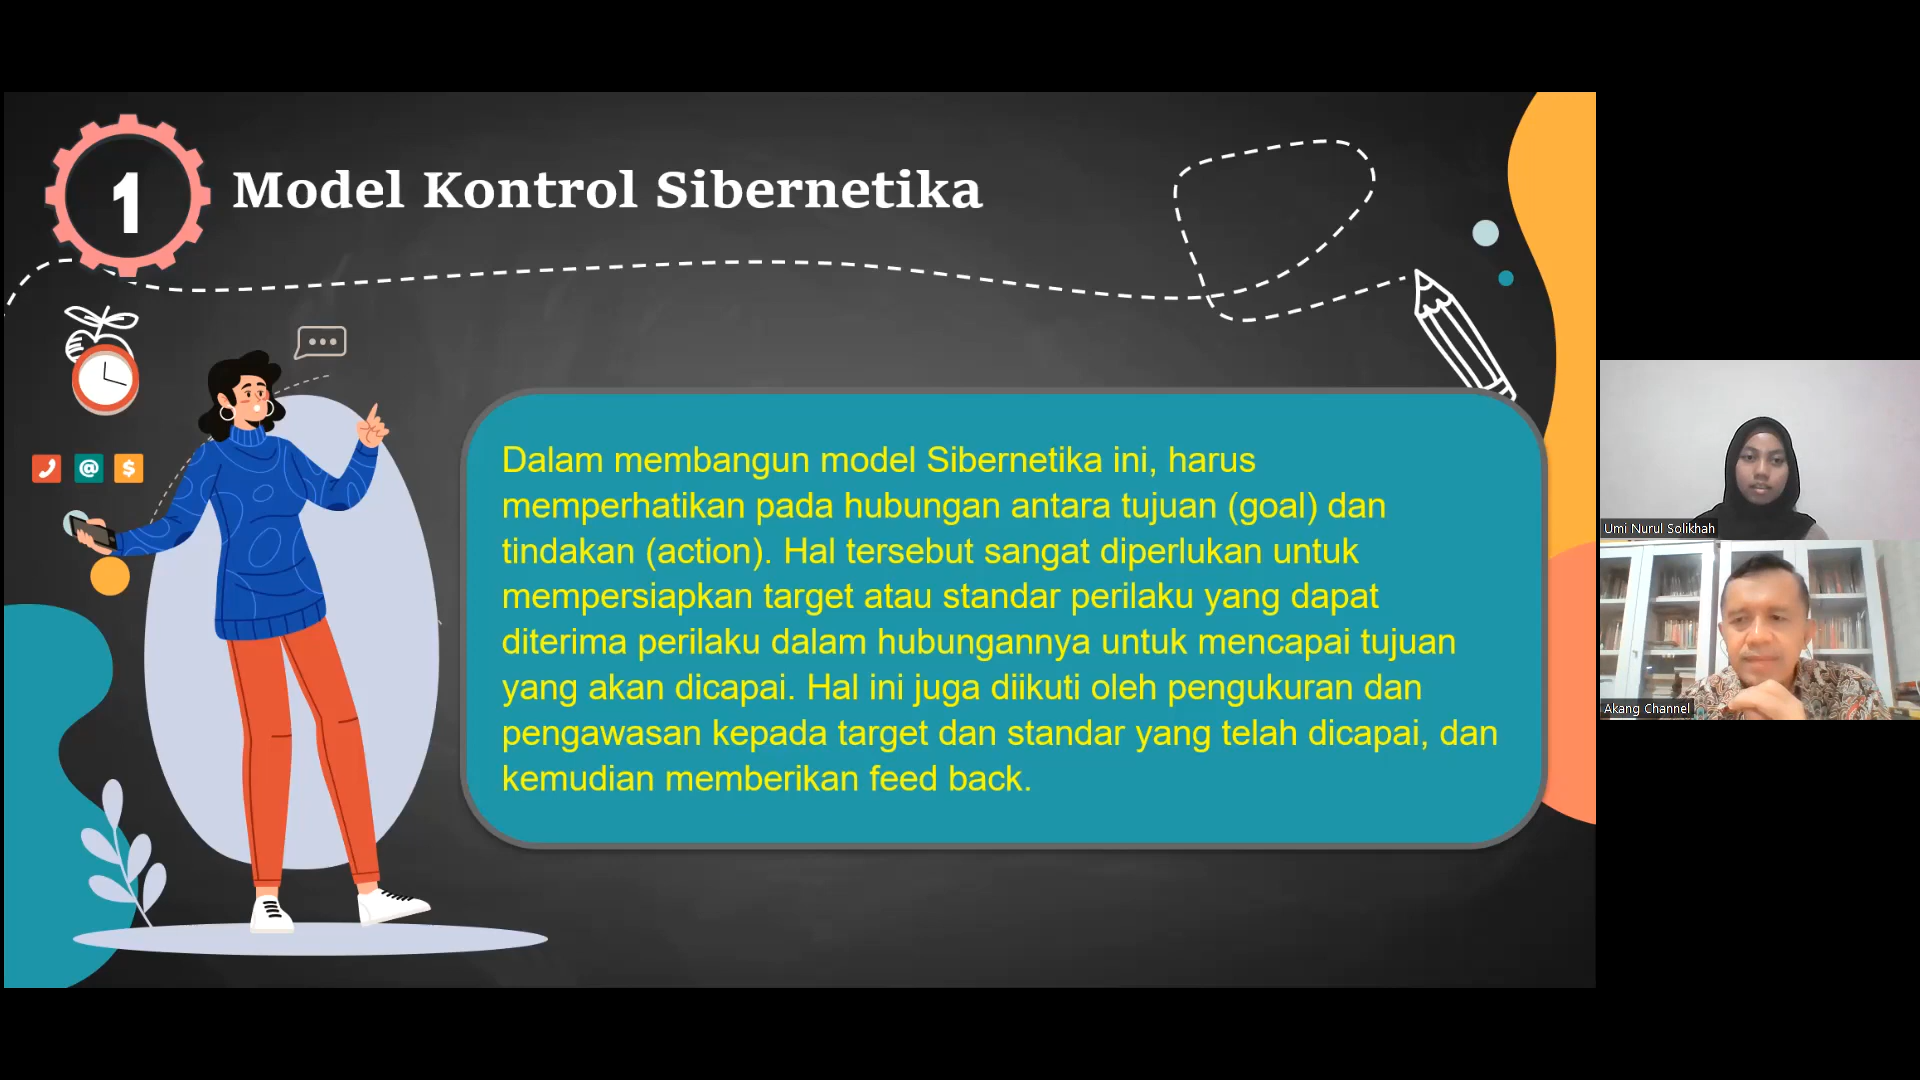 1
Model Kontrol Sibernetika
@
$
Dalam membangun model Sibernetika ini, harus
memperhatikan pada hubungan antara tujuan (goal) dan
tindakan (action). Hal tersebut sangat diperlukan untuk
mempersiapkan target atau standar perilaku yang dapat
diterima perilaku dalam hubungannya untuk mencapai tujuan
yang akan dicapai. Hal ini juga diikuti oleh pengukuran dan
pengawasan kepada target dan standar yang telah dicapai, dan
kemudian memberikan feed back.
Umi Nurul Solikhah
Akang Channel